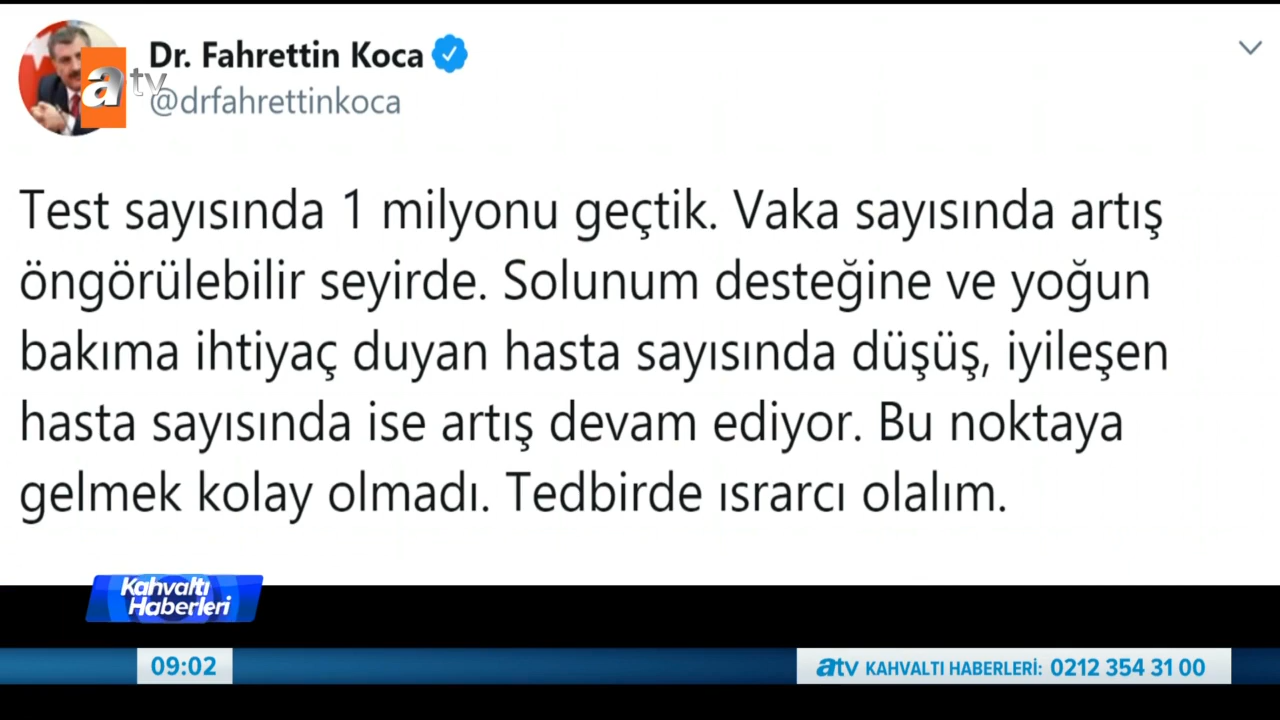 atv
Dr. Fahrettin Koca
@drfahrettinkoca
Test sayısında 1 milyonu geçtik. Vaka sayısında artış
öngörülebilir seyirde. Solunum desteğine ve yoğun
bakıma ihtiyaç duyan hasta sayısında düşüş, iyileşen
hasta sayısında ise artış devam ediyor. Bu noktaya
gelmek kolay olmadı. Tedbirde ısrarcı olalım.
Kahvaltı
Haberleri
09:02
atv KAHVALTI HABERLERİ: 0212 354 31 00